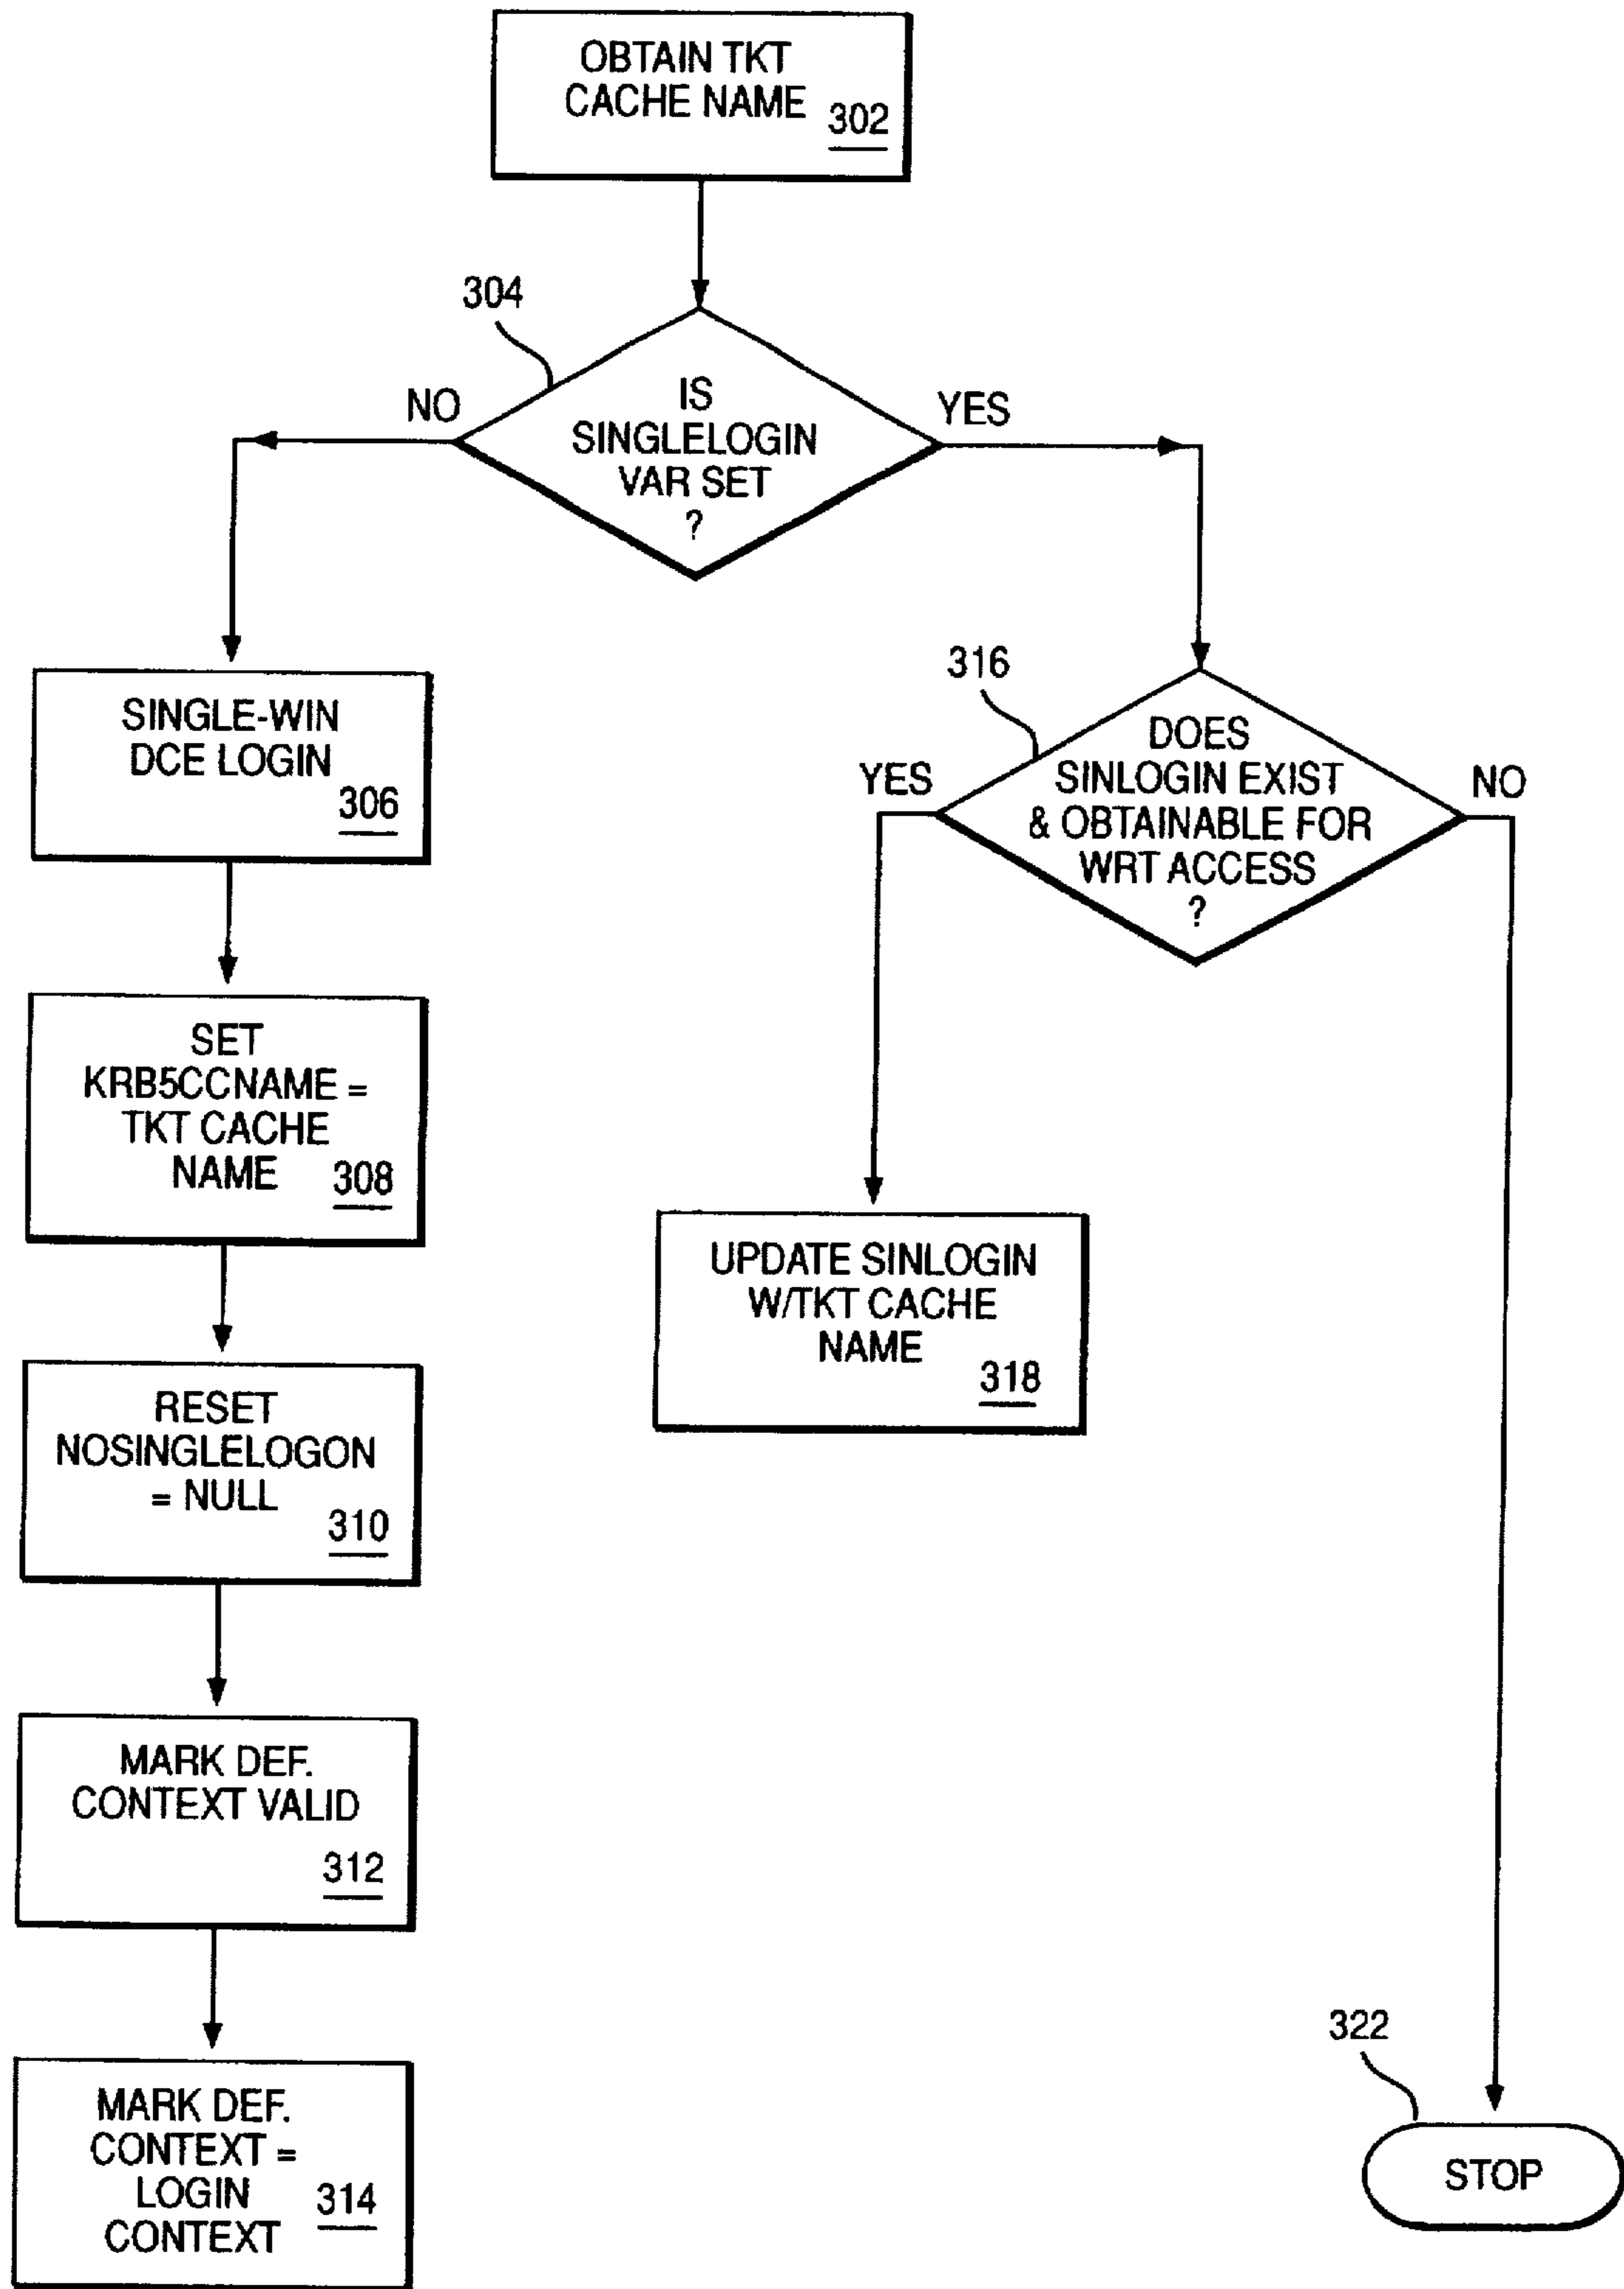 OBTAIN TKT
CACHE NAME
302
304
IS
SINGLELOGIN
VAR SET
?
NO
YES
SINGLE-WIN
DCE LOGIN
306
316
DOES
SINLOGIN EXIST
& OBTAINABLE FOR
WRT ACCESS
?
YES
NO
SET
KRB5CCNAME =
TKT CACHE
NAME
308
UPDATE SINLOGIN
W/TKT CACHE
NAME
318
RESET
NOSINGLELOGON
= NULL
310
MARK DEF.
CONTEXT VALID
312
MARK DEF.
CONTEXT =
LOGIN
CONTEXT
314
322
STOP